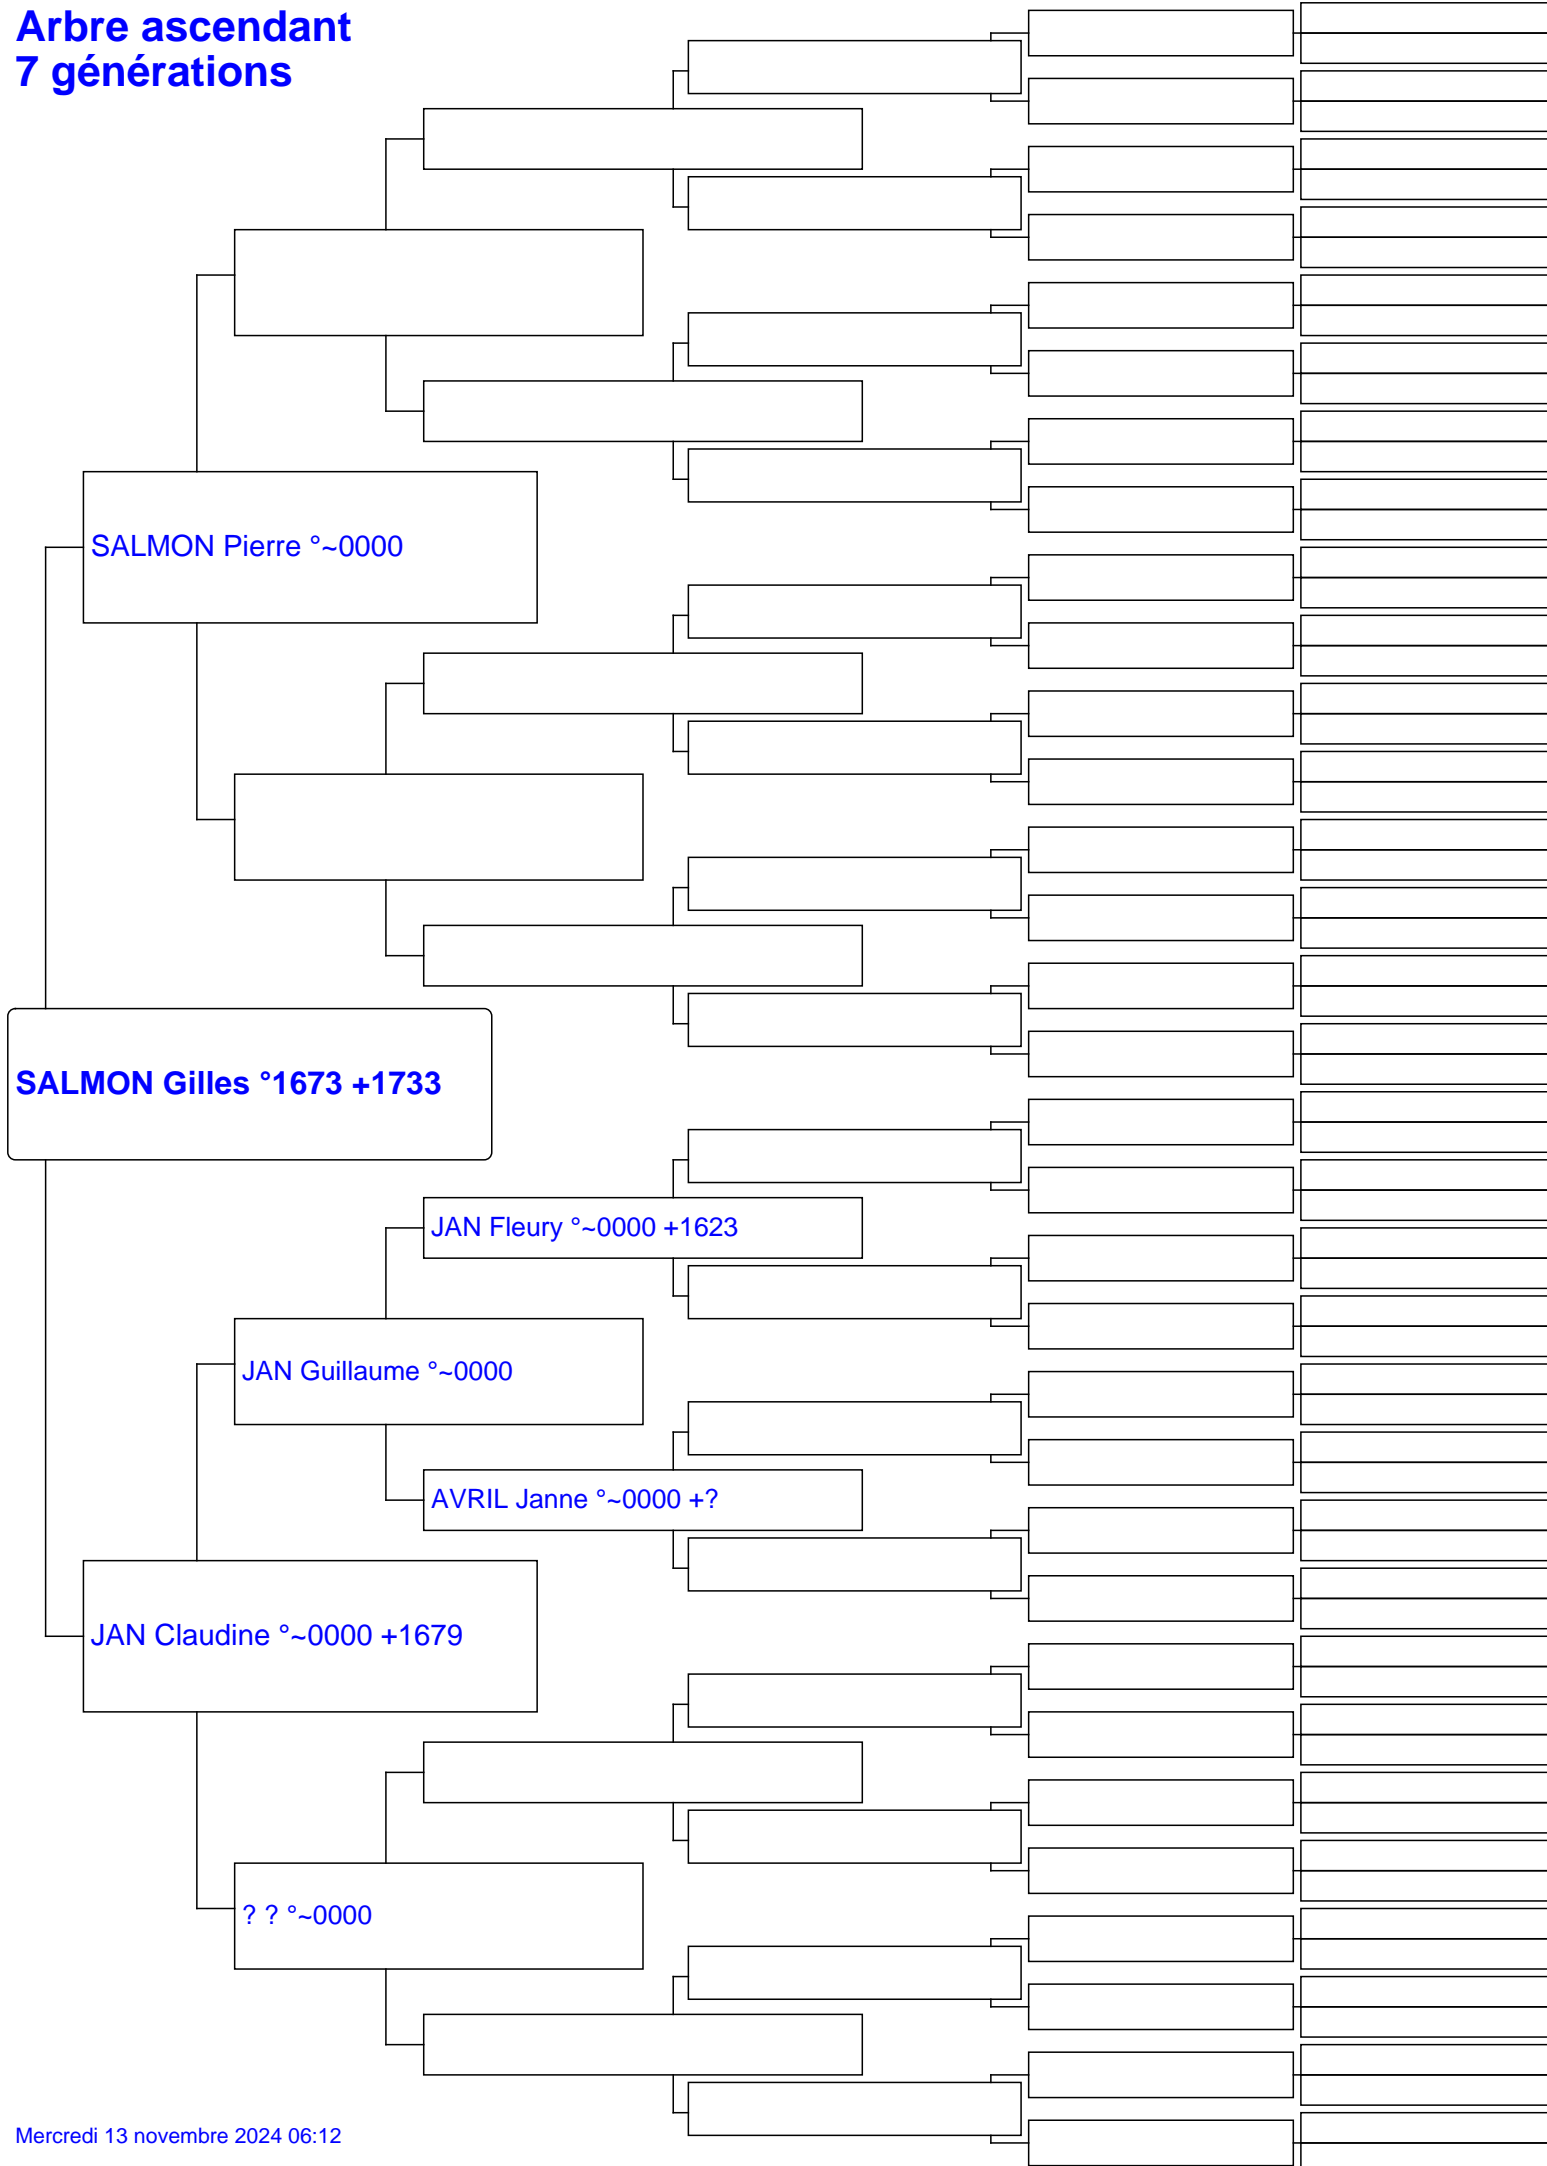 Arbre ascendant
7 générations
SALMON Pierre °~0000
SALMON Gilles °1673 +1733
JAN Fleury °~0000 +1623
JAN Guillaume °~0000
AVRIL Janne °~0000 +?
JAN Claudine °~0000 +1679
? ? °~0000
Mercredi 13 novembre 2024 06:12